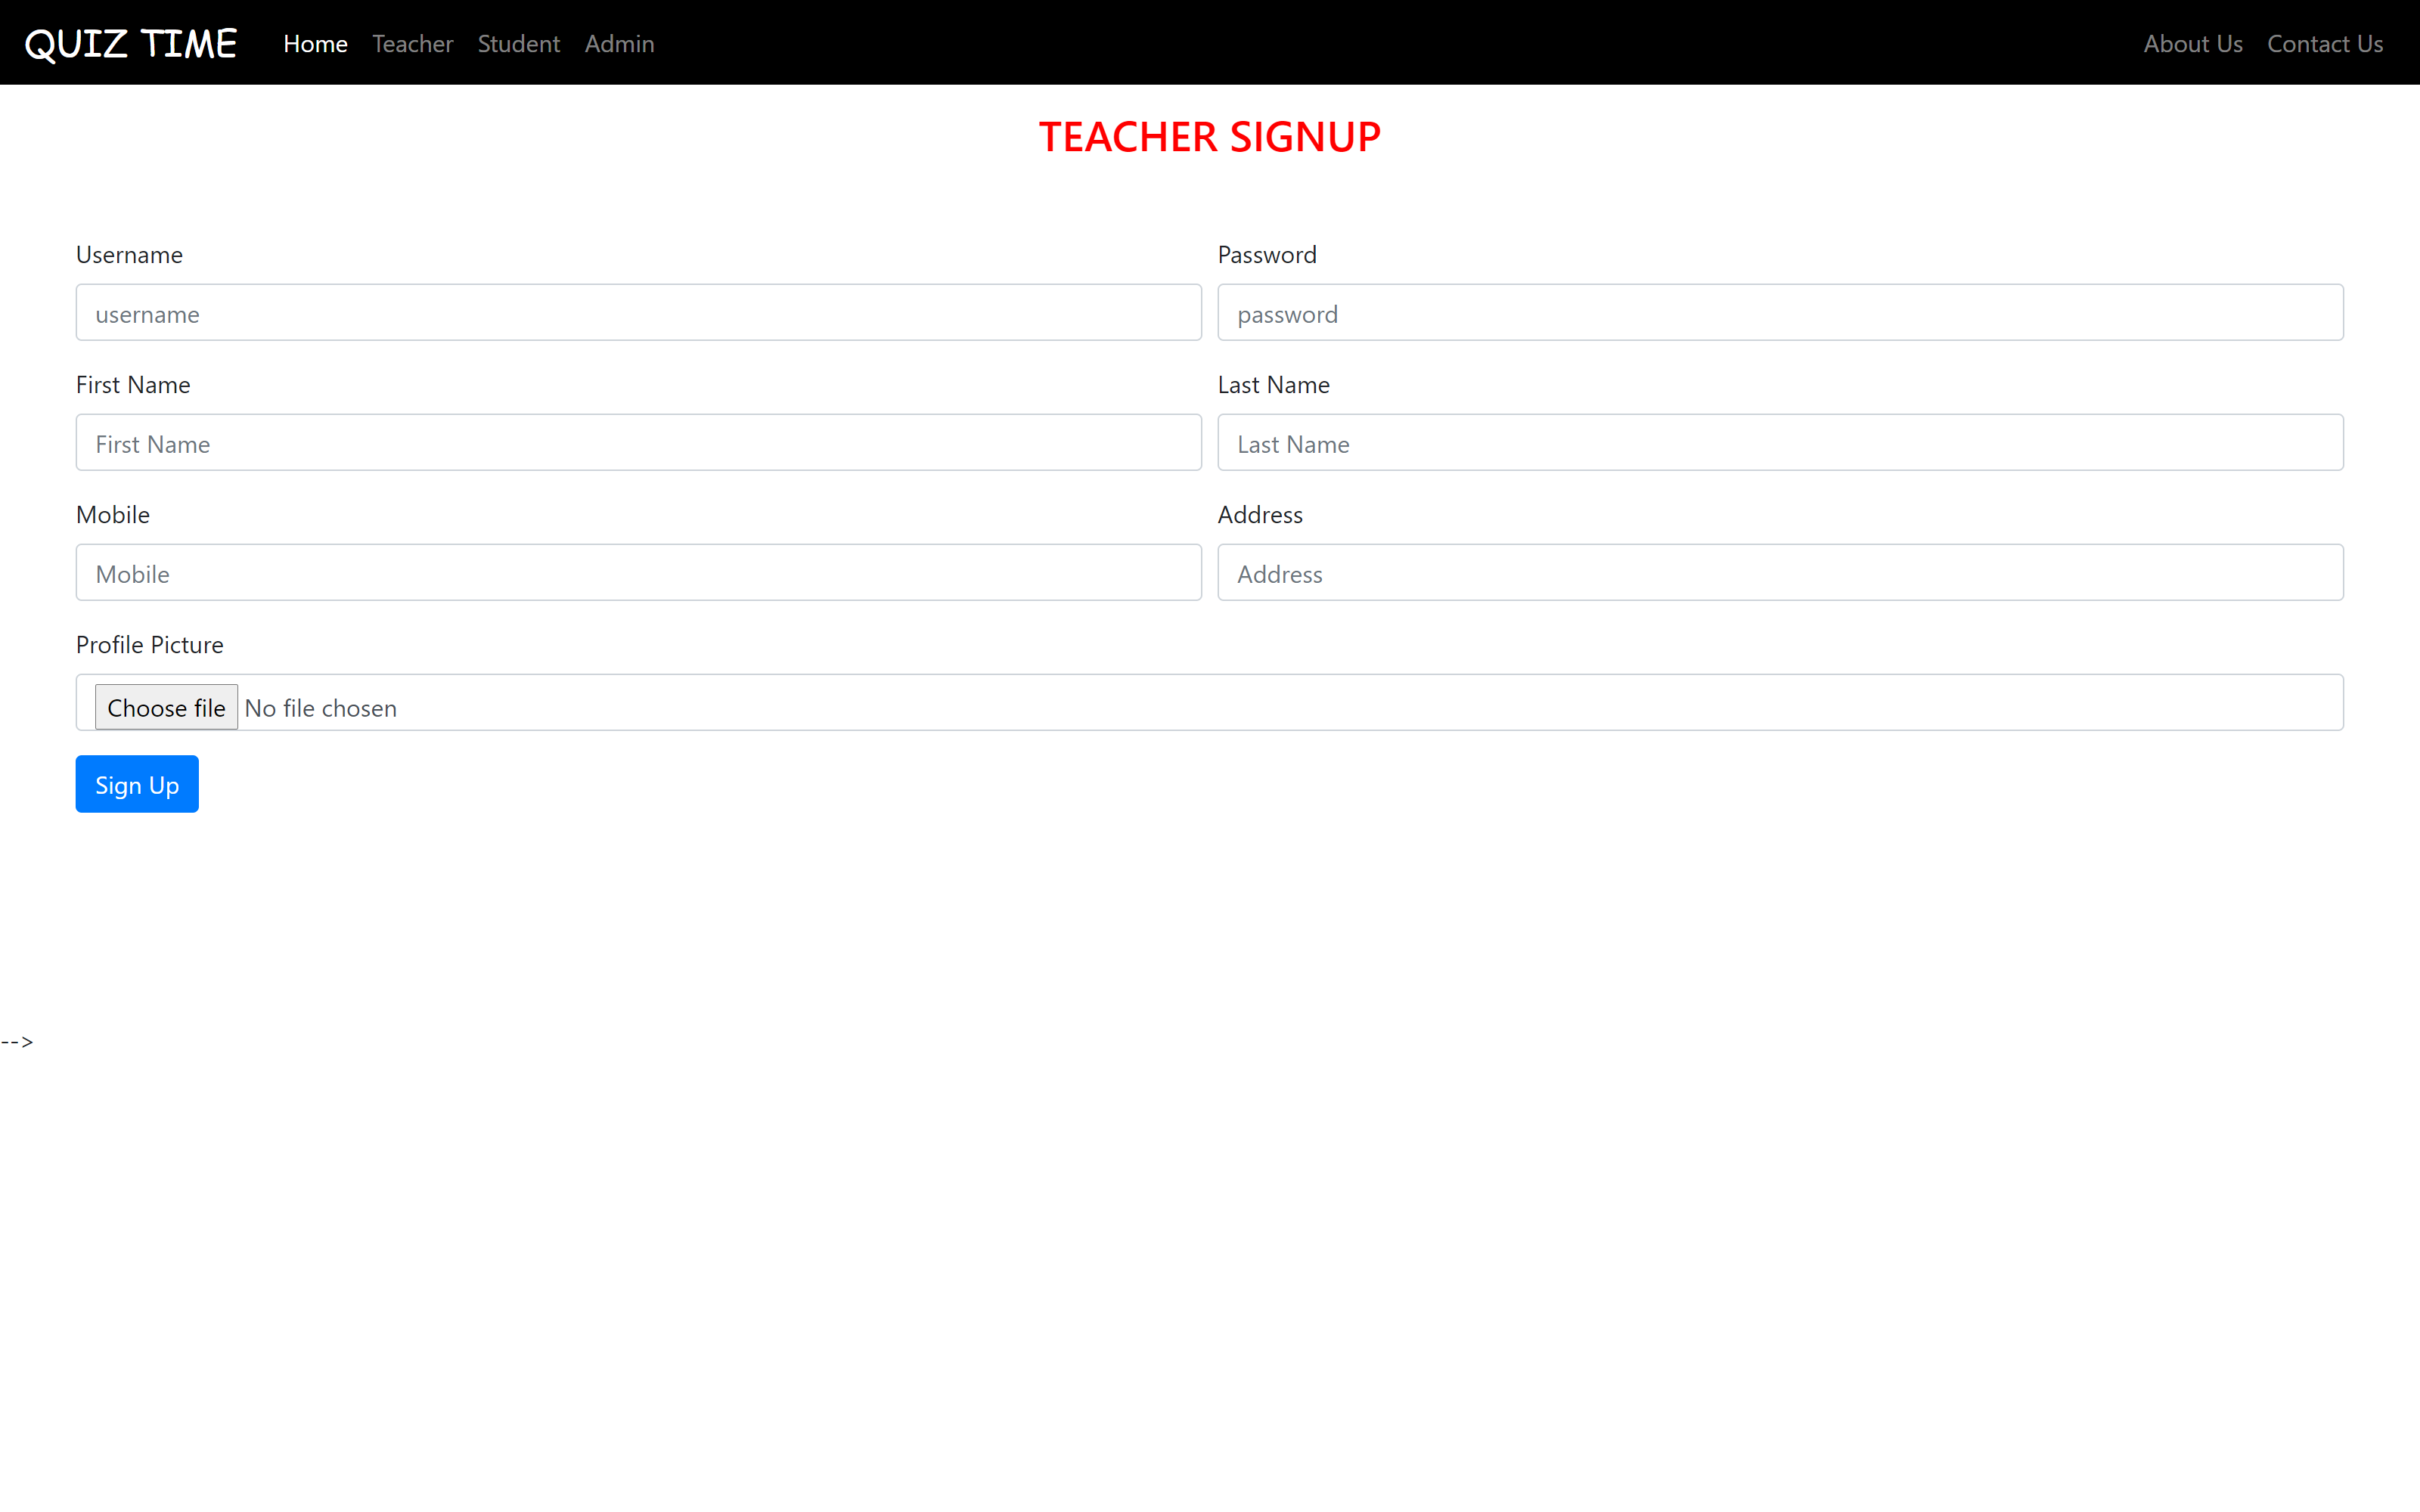 QUIZ TIME Home Teacher Student Admin About Us Contact Us
TEACHER SIGNUP
Username Password
username password
First Name Last Name
First Name Last Name
Mobile Address
Mobile Address
Profile Picture
Choose file No file chosen
Sign Up
-->